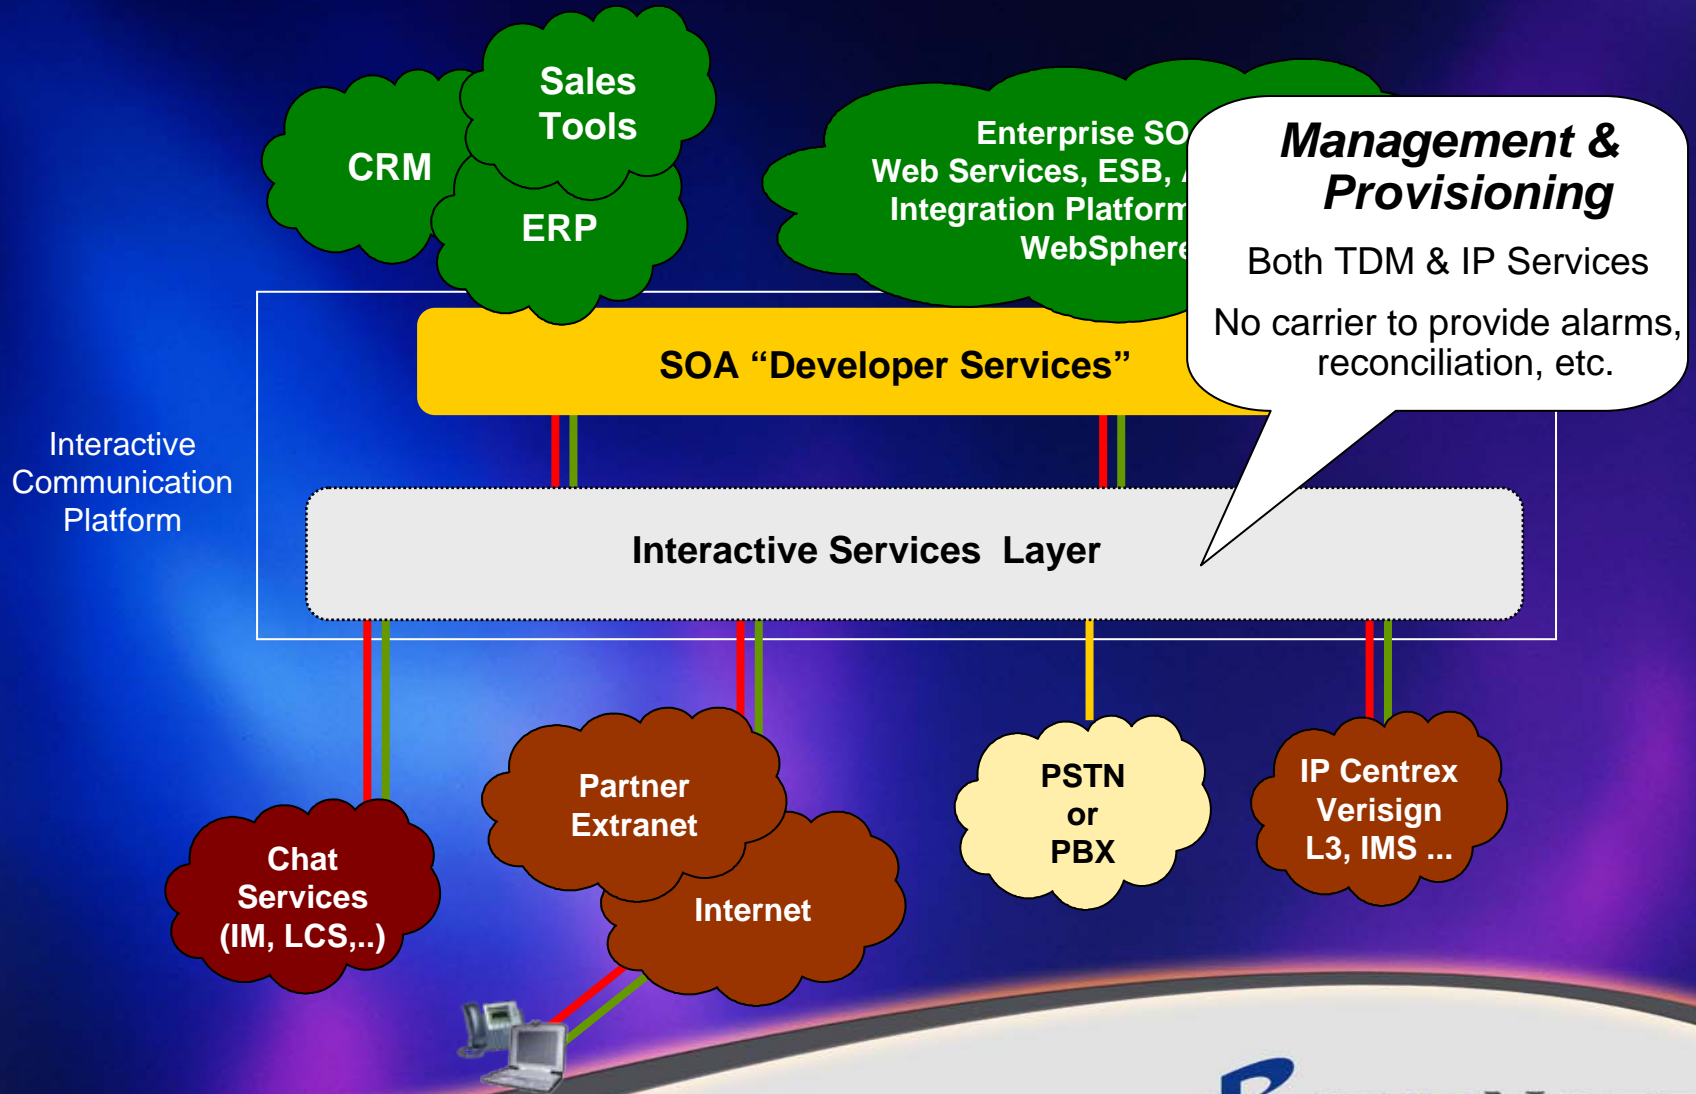 Sales
Tools
CRM
ERP
Enterprise
Web Services, ESB,
Integration
WebSphere
Management &
Provisioning
Both TDM & IP Services
No carrier to provide alarms,
reconciliation, etc.
SOA “Developer Services”
Interactive
Communication
Platform
Interactive Services Layer
Partner
Extranet
Internet
Chat
Services
(IM, LCS,..)
PSTN
or
PBX
IP Centrex
Verisign
L3, IMS ...